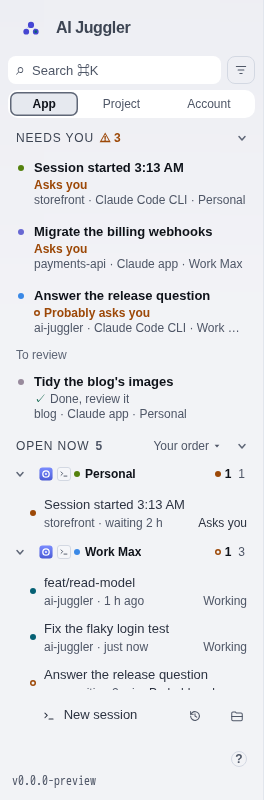 AI Juggler
Search ⌘K
App Project Account
NEEDS YOU 3
Session started 3:13 AM
Asks you
storefront · Claude Code CLI · Personal
Migrate the billing webhooks
Asks you
payments-api · Claude app · Work Max
Answer the release question
Probably asks you
ai-juggler · Claude Code CLI · Work …
To review
Tidy the blog's images
✓ Done, review it
blog · Claude app · Personal
OPEN NOW 5 Your order
Personal 1 1
Session started 3:13 AM
storefront · waiting 2 h Asks you
Work Max 1 3
feat/read-model
ai-juggler · 1 h ago Working
Fix the flaky login test
ai-juggler · just now Working
Answer the release question
New session
?
v0.0.0-preview